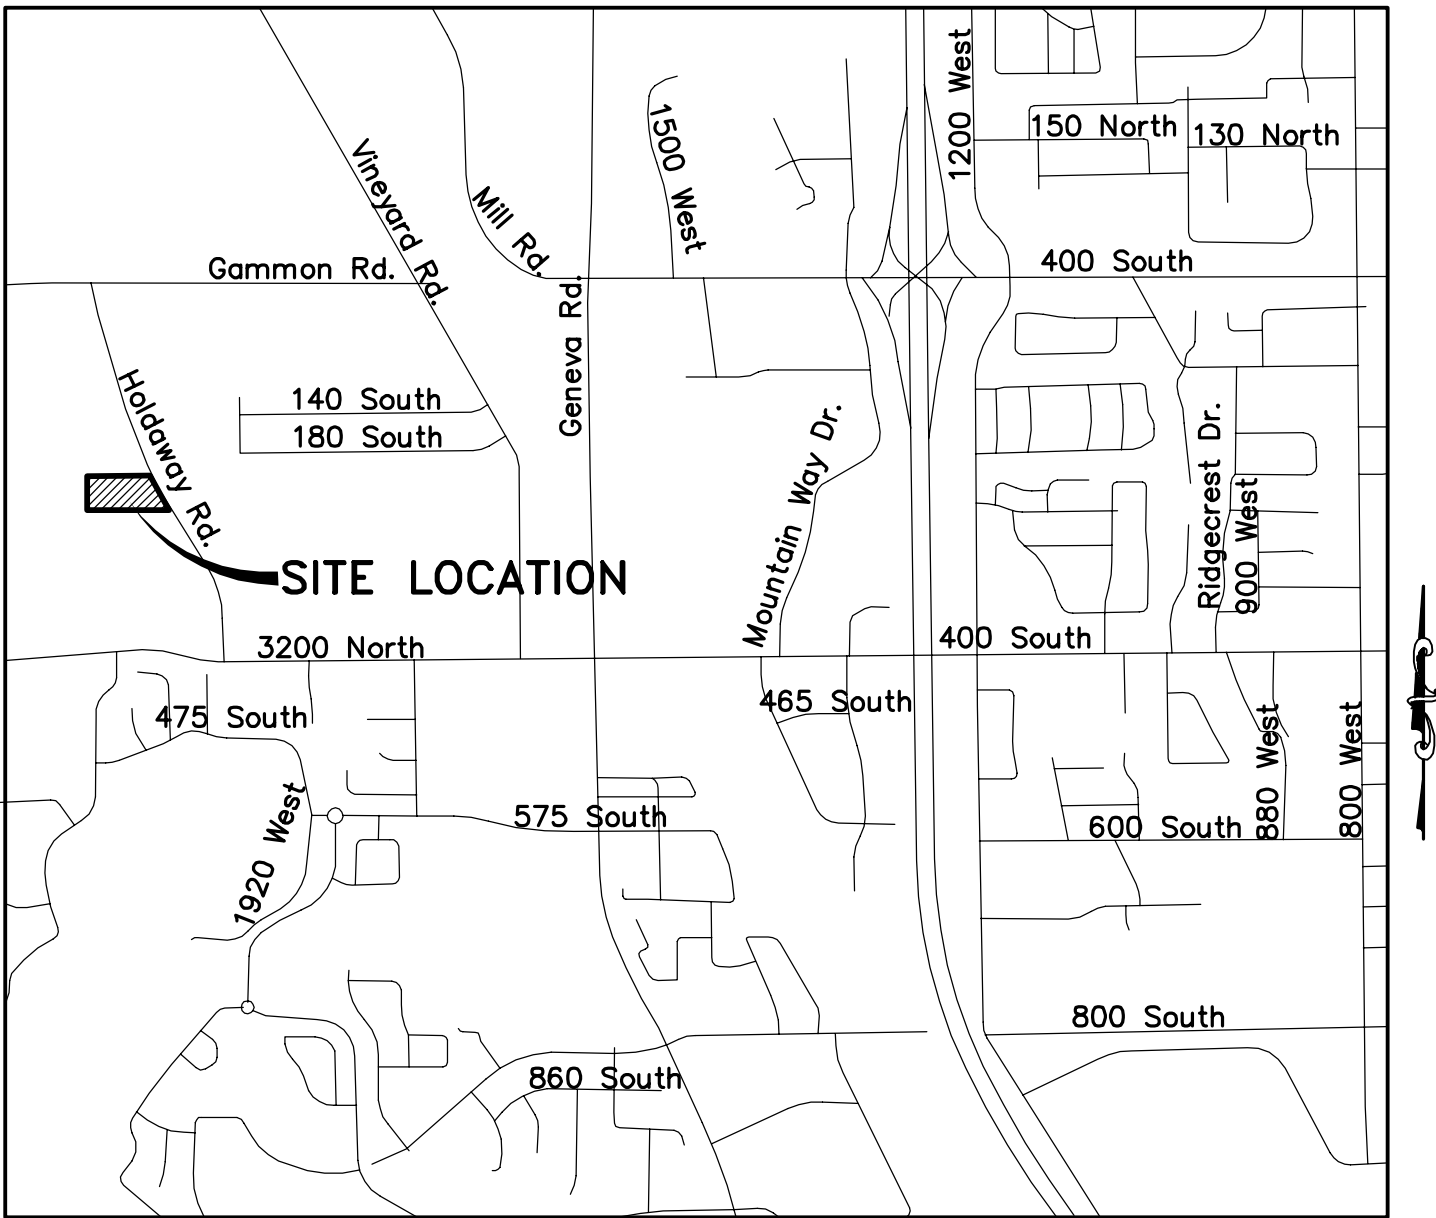 1200 West
1500 West
150 North
130 North
Vineyard Rd.
Mill Rd.
Gammon Rd.
400 South
Geneva Rd.
Holdaway Rd.
140 South
180 South
Mountain Way Dr.
Ridgecrest Dr.
900 West
SITE LOCATION
3200 North
400 South
475 South
465 South
880 West
800 West
1920 West
575 South
600 South
800 South
860 South